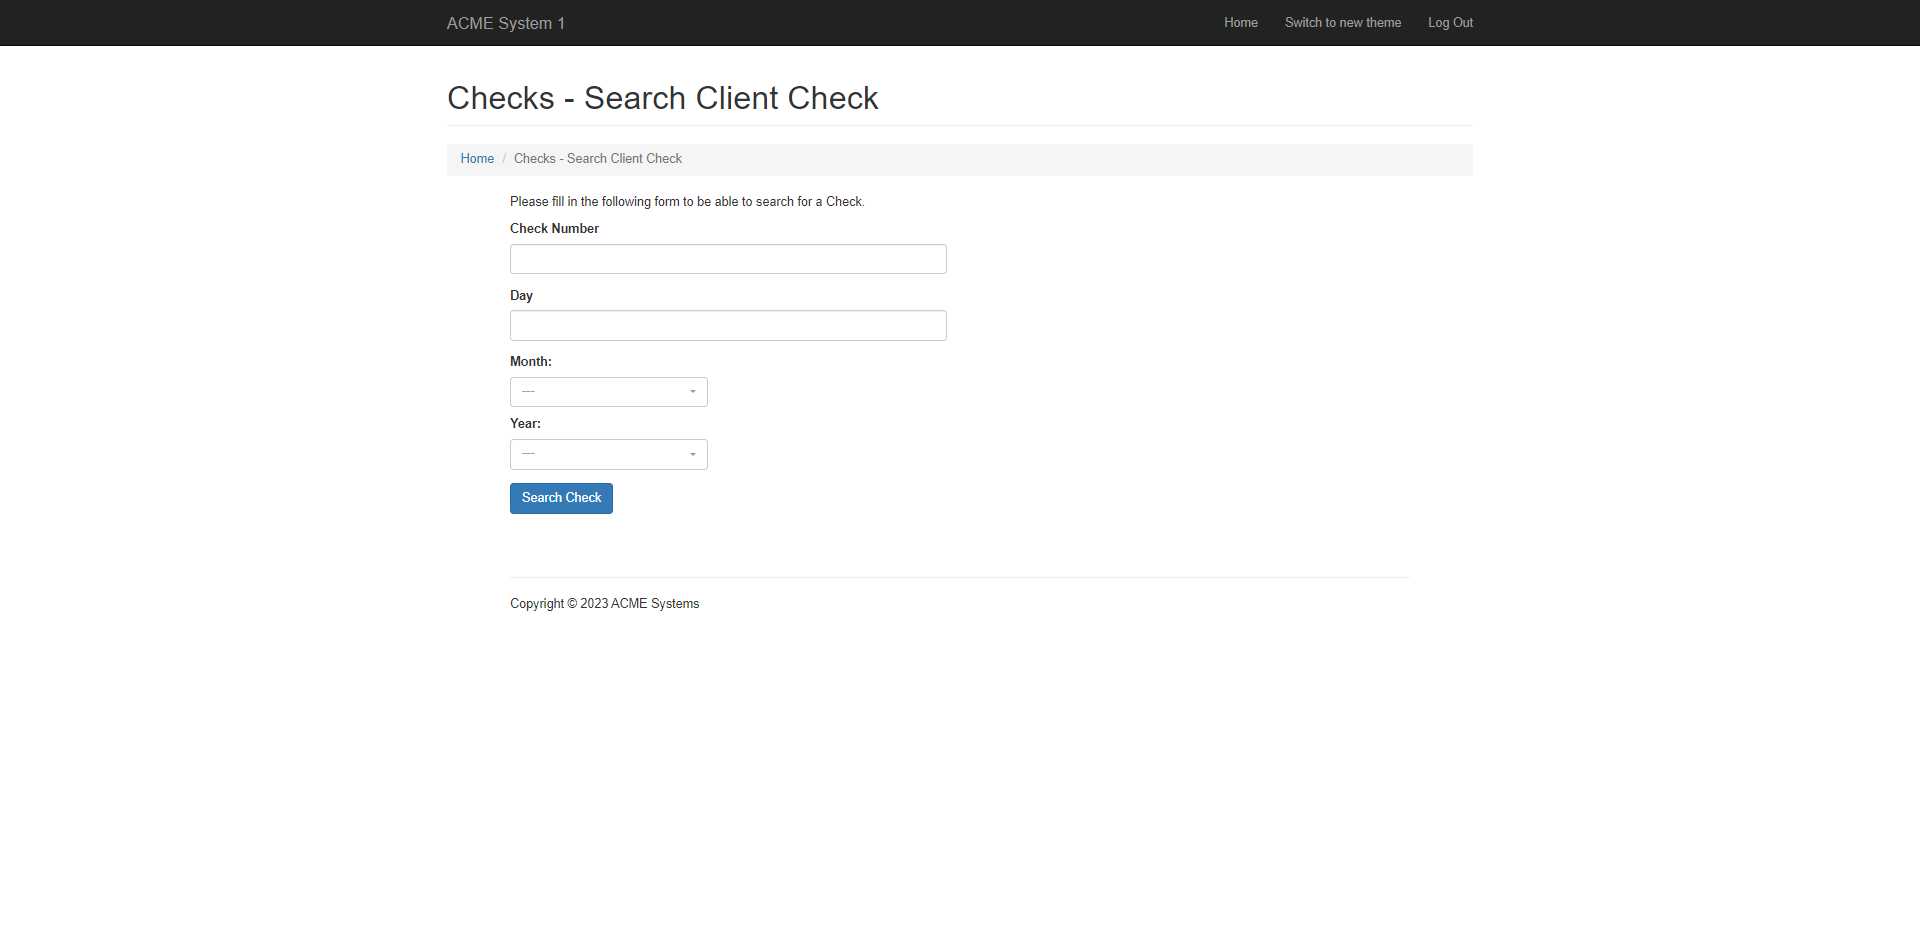 ACME System 1 Home Switch to new theme Log Out
Checks - Search Client Check
Home / Checks - Search Client Check
Please fill in the following form to be able to search for a Check.
Check Number
Day
Month:
---
Year:
---
Search Check
Copyright © 2023 ACME Systems